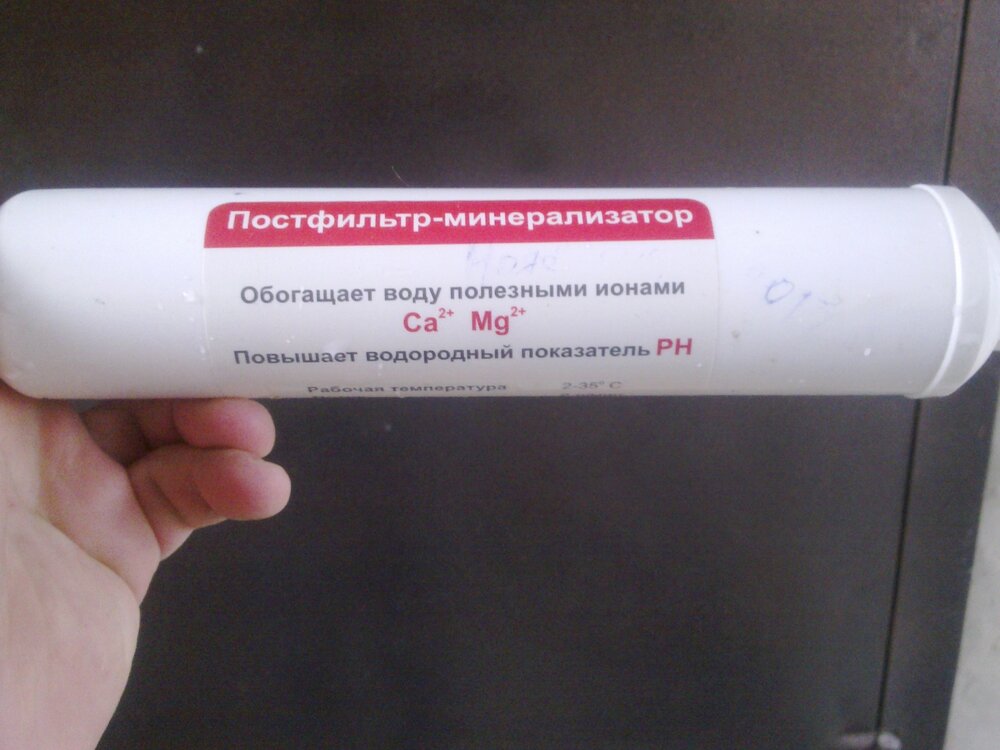 Постфильтр-минерализатор
Обогащает воду полезными ионами
Ca²⁺ Mg²⁺
Повышает водородный показатель PH
Рабочая температура 2-35° C